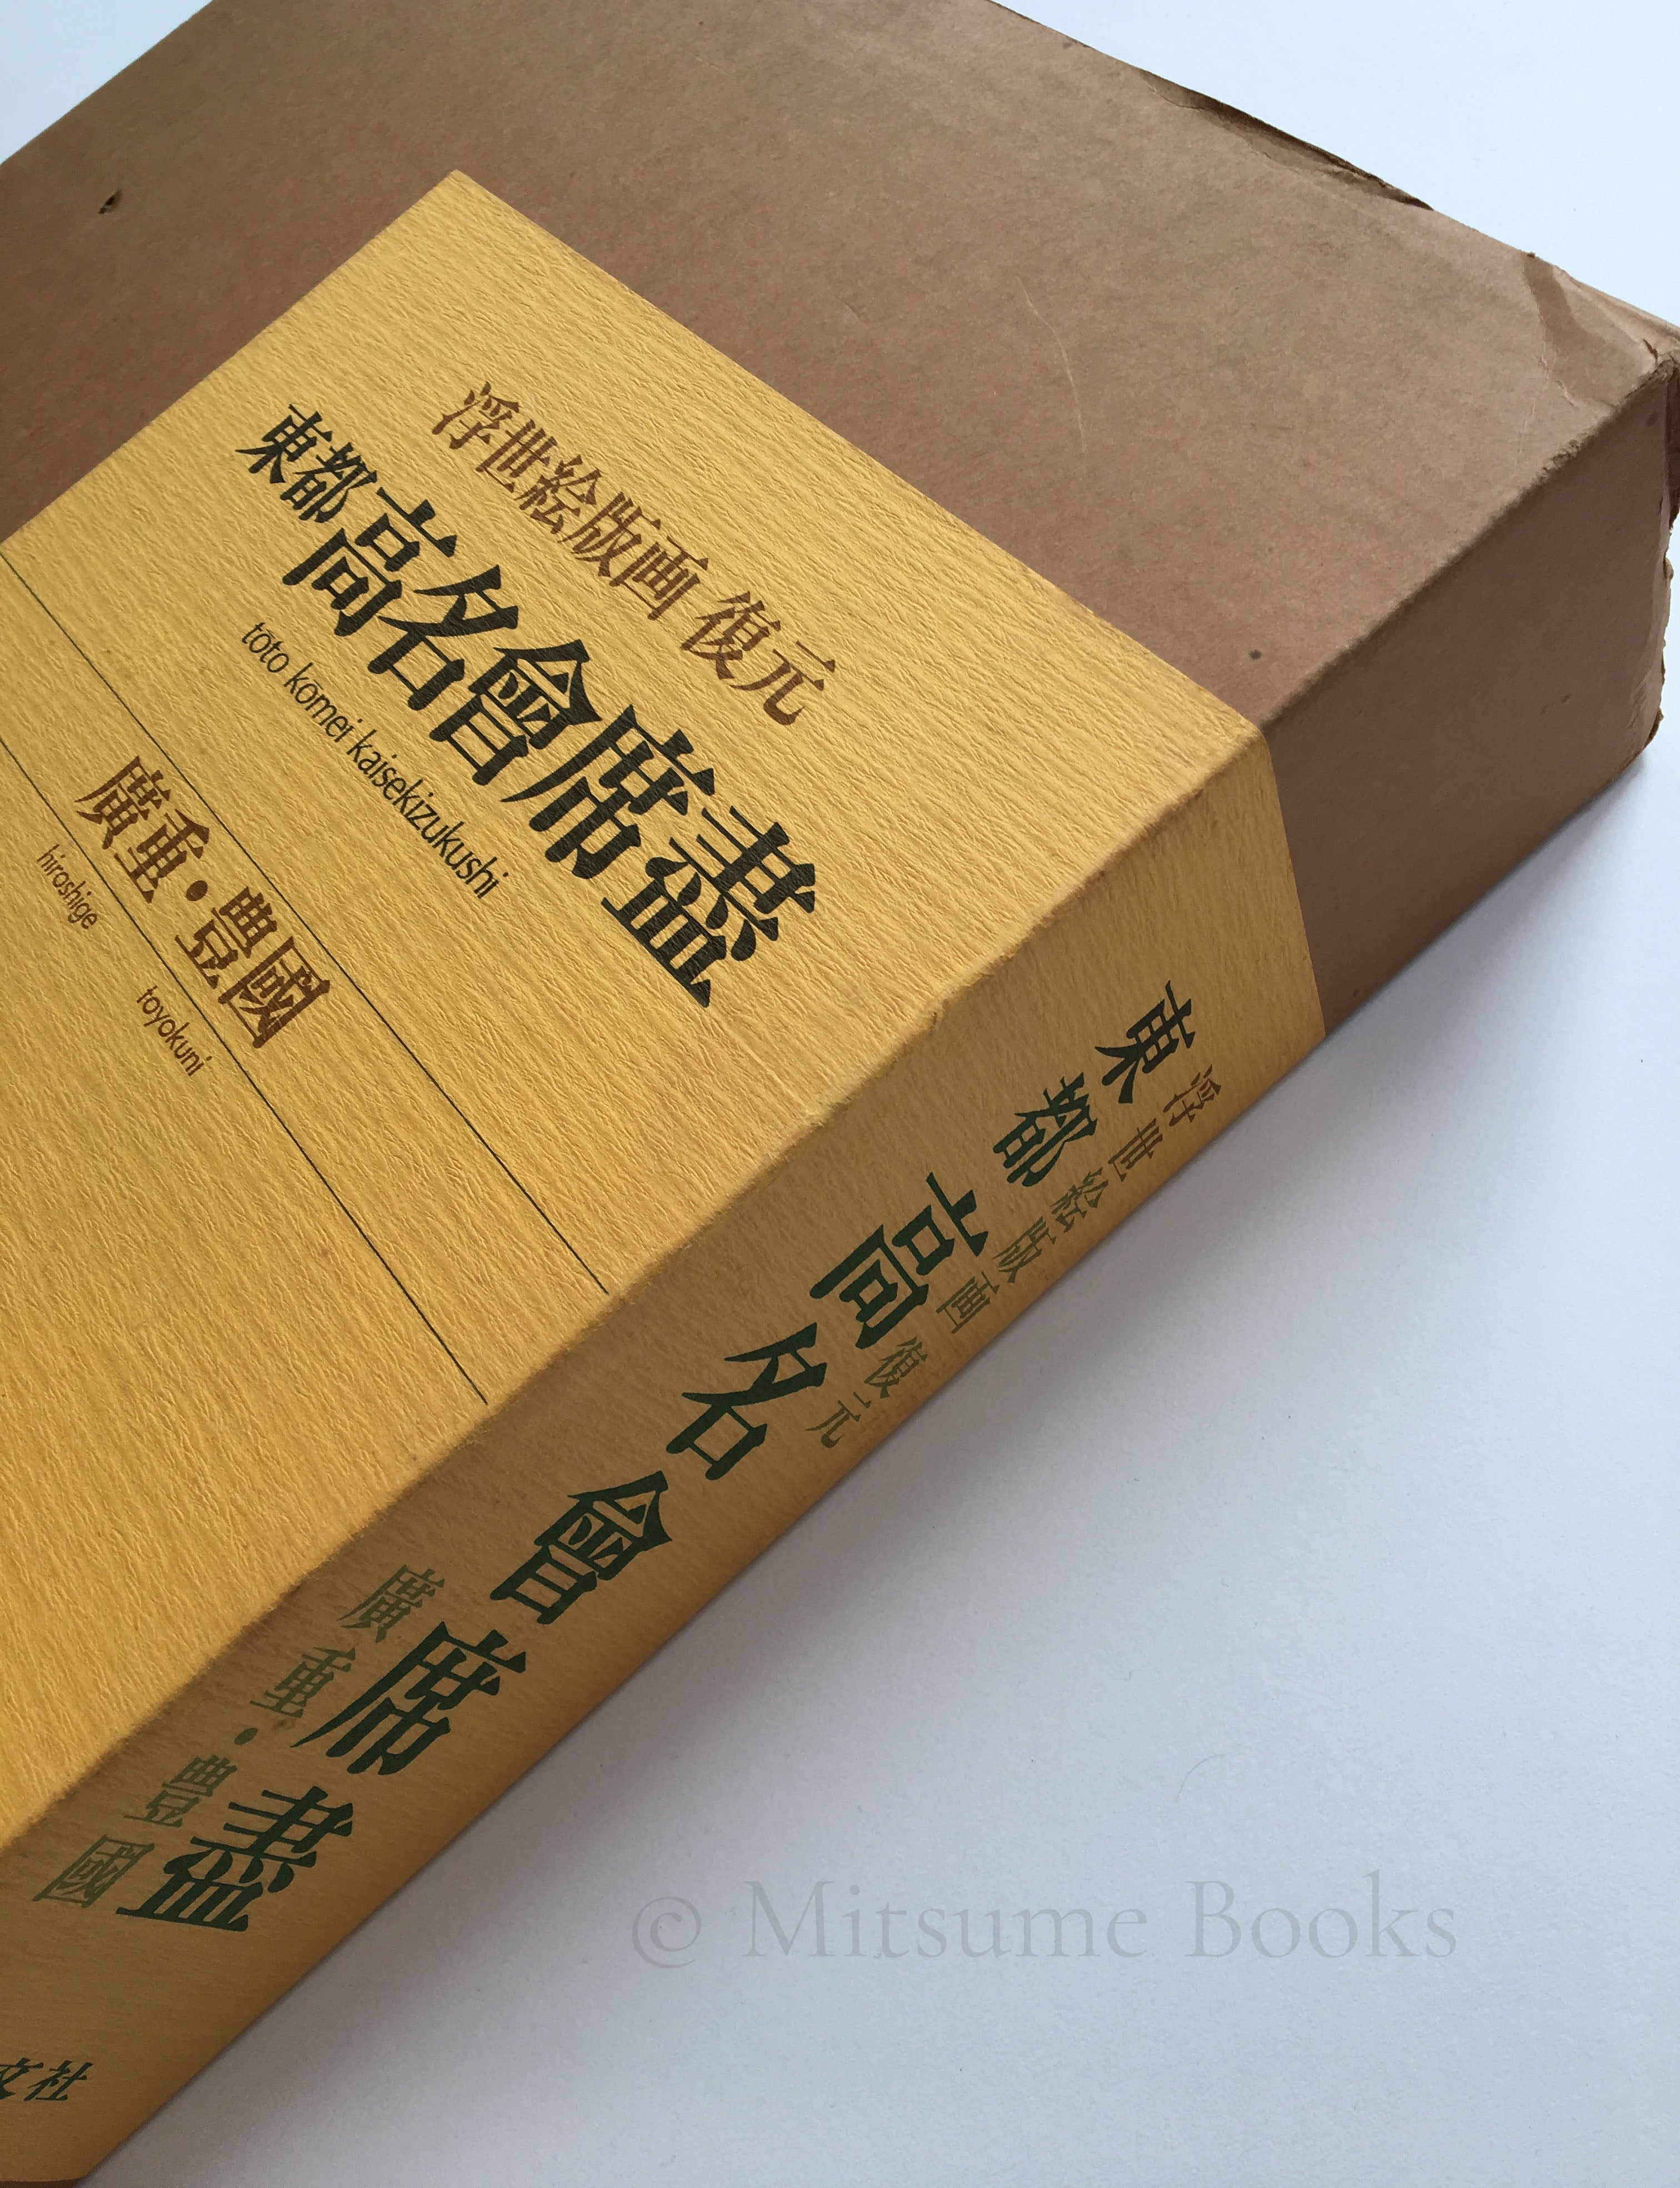 浮世絵版画 復元
東都高名會席盡
tōto komei kaisekizukushi
廣重・豊國
hiroshige
toyokuni
浮世絵版画 復元
東都高名會席盡
廣重・豊國
文社
© Mitsume Books